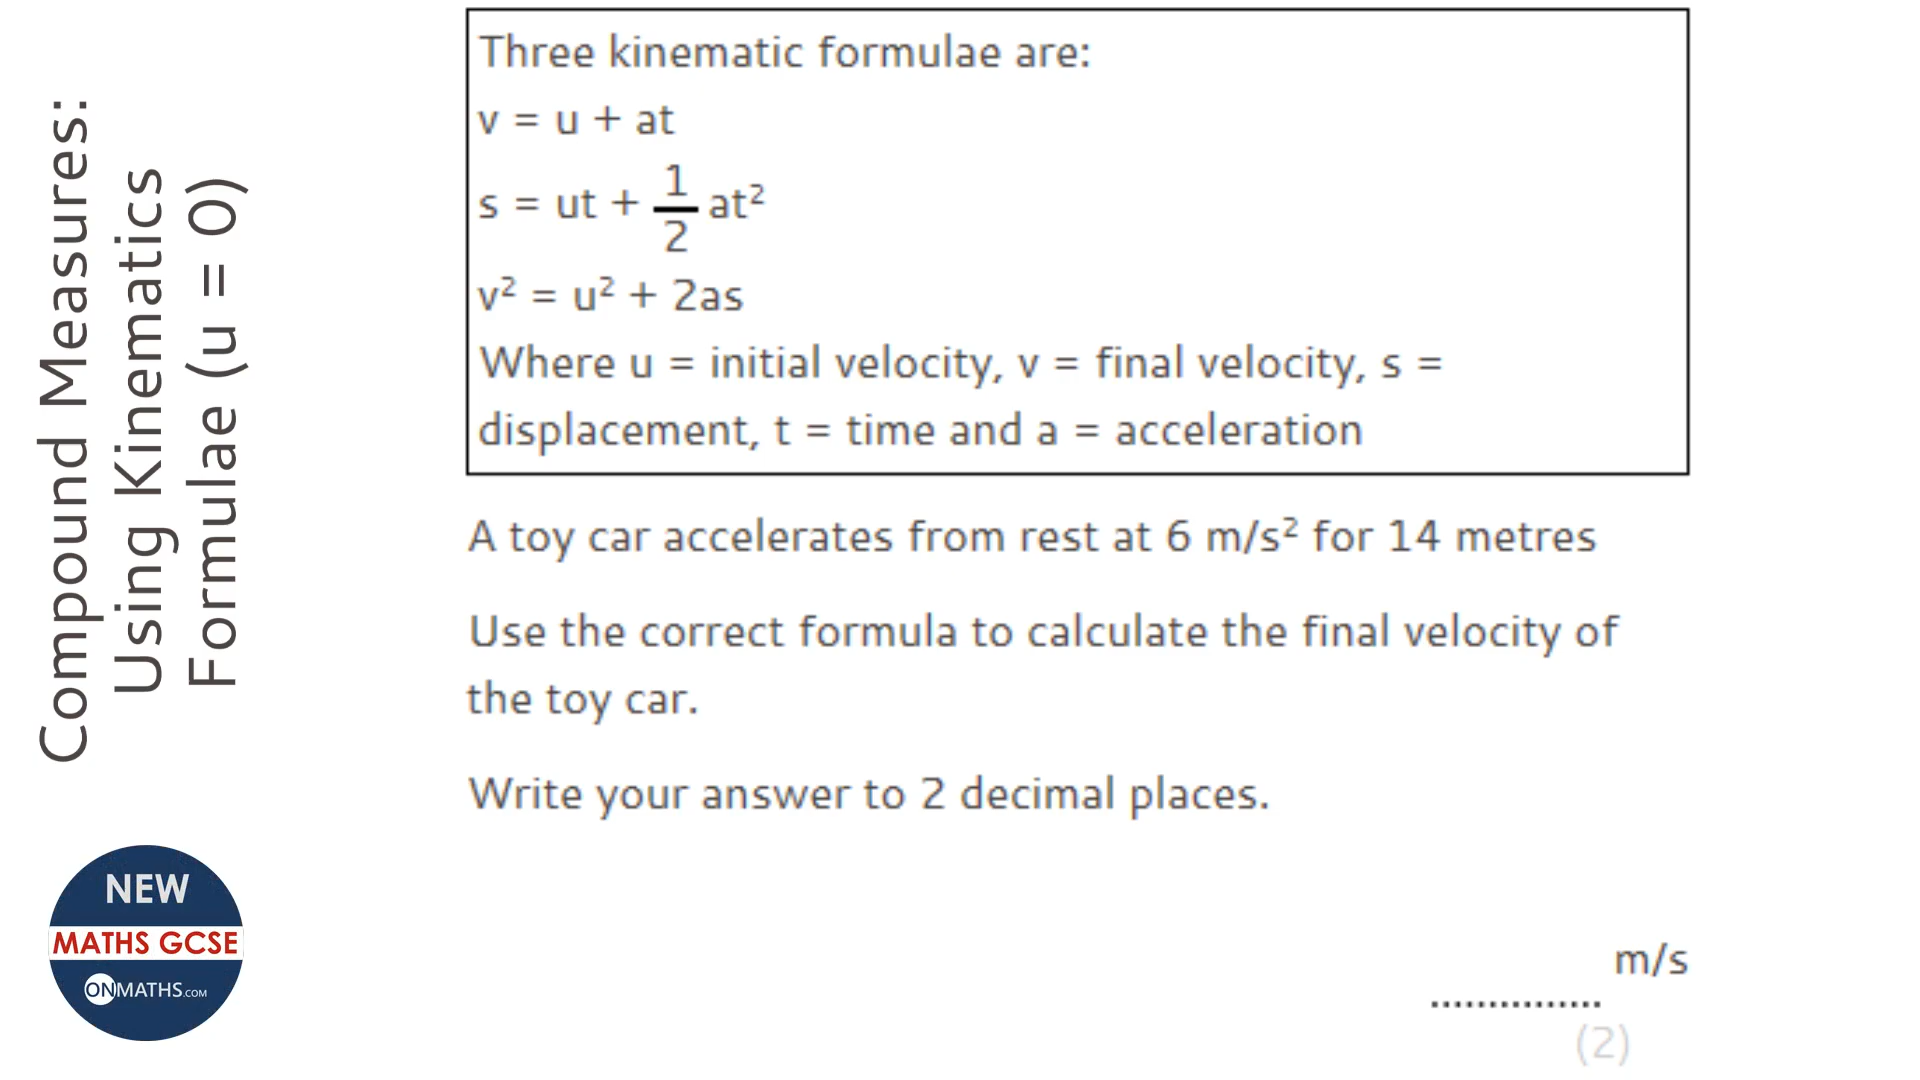 Compound Measures:
Using Kinematics
Formulae (u = 0)
Three kinematic formulae are:
v = u + at
s = ut + 1/2 at²
v² = u² + 2as
Where u = initial velocity, v = final velocity, s =
displacement, t = time and a = acceleration
A toy car accelerates from rest at 6 m/s² for 14 metres
Use the correct formula to calculate the final velocity of
the toy car.
Write your answer to 2 decimal places.
............... m/s
(2)
NEW
MATHS GCSE
ONMATHS.COM